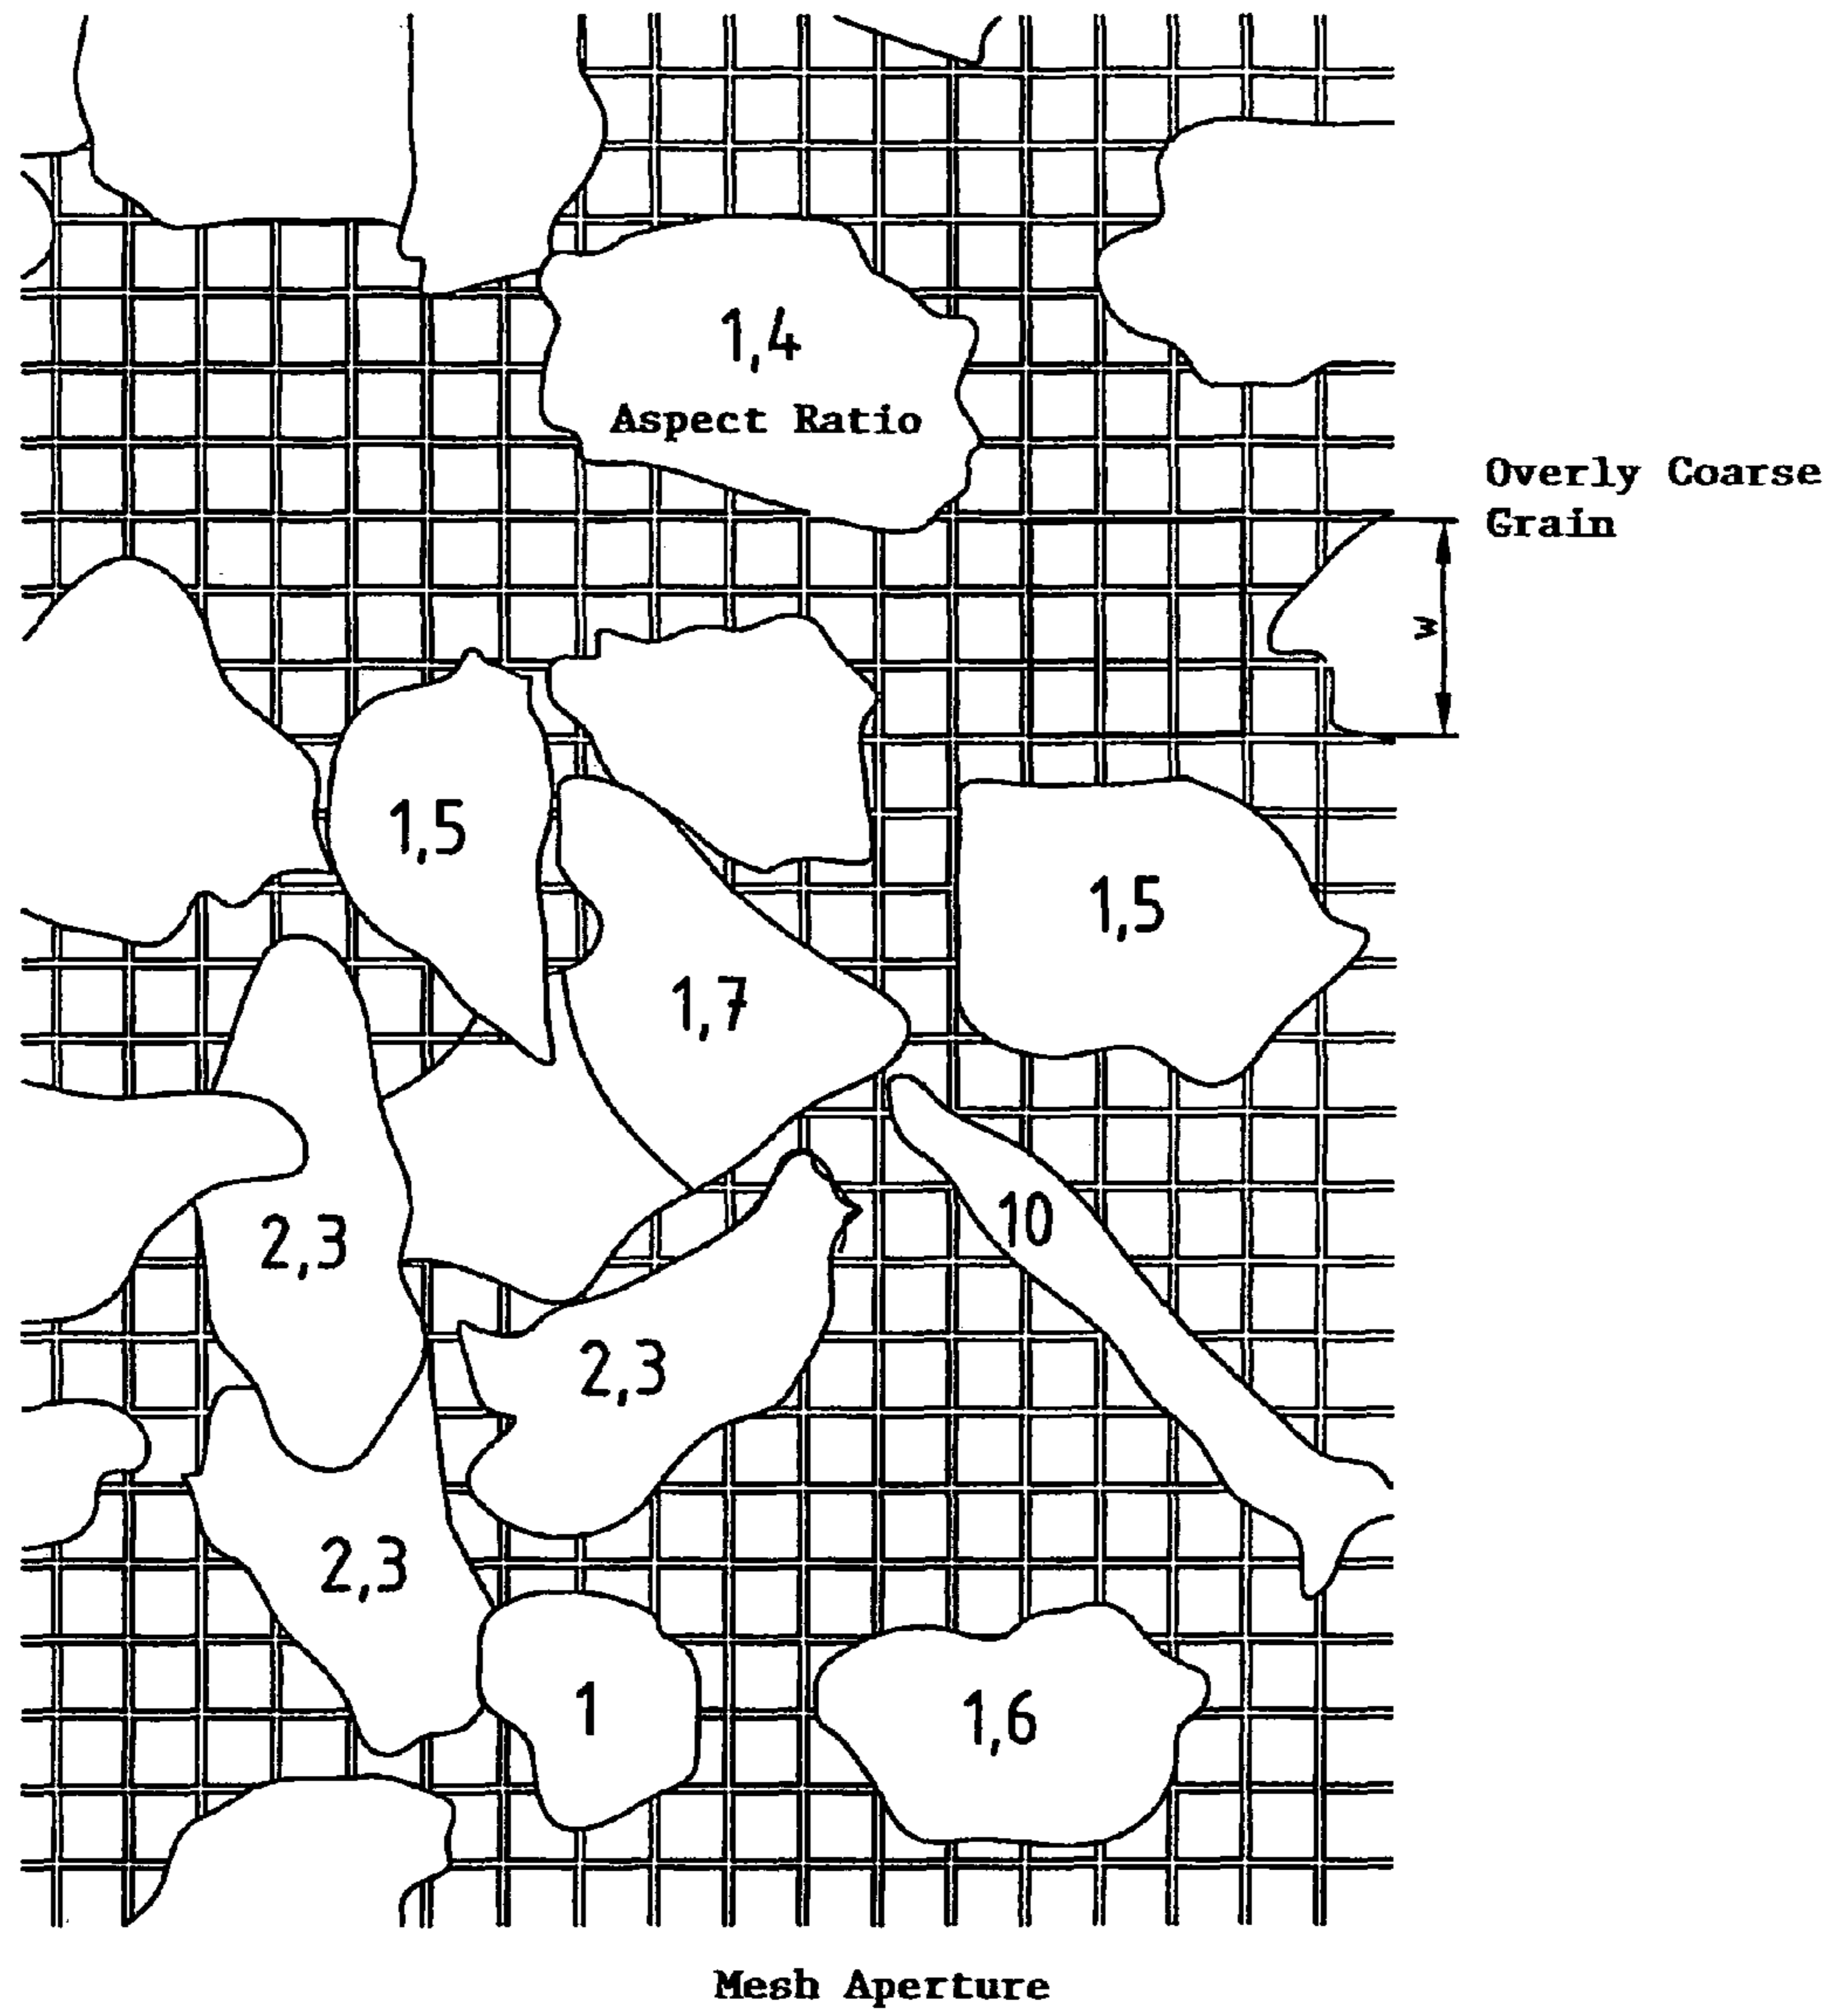 1,4
Aspect Ratio
Overly Coarse
Grain
w
1,5
1,5
1,7
10
2,3
2,3
2,3
1
1,6
Mesh Aperture